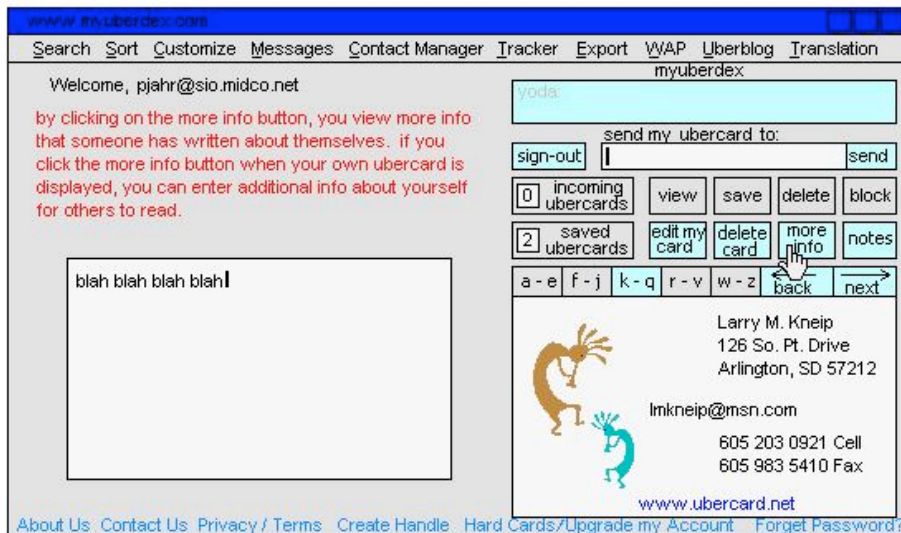 www.myuberdex.com
Search Sort Customize Messages Contact Manager Tracker Export WAP Uberblog Translation
Welcome, pjahr@sio.midco.net
by clicking on the more info button, you view more info
that someone has written about themselves. if you
click the more info button when your own ubercard is
displayed, you can enter additional info about yourself
for others to read.
blah blah blah blah
myuberdex
yoda:
send my ubercard to:
sign-out send
0 incoming ubercards view save delete block
2 saved ubercards edit my card delete card more info notes
a - e f - j k - q r - v w - z back next
Larry M. Kneip
126 So. Pt. Drive
Arlington, SD 57212
lmkneip@msn.com
605 203 0921 Cell
605 983 5410 Fax
www.ubercard.net
About Us Contact Us Privacy / Terms Create Handle Hard Cards/Upgrade my Account Forget Password?